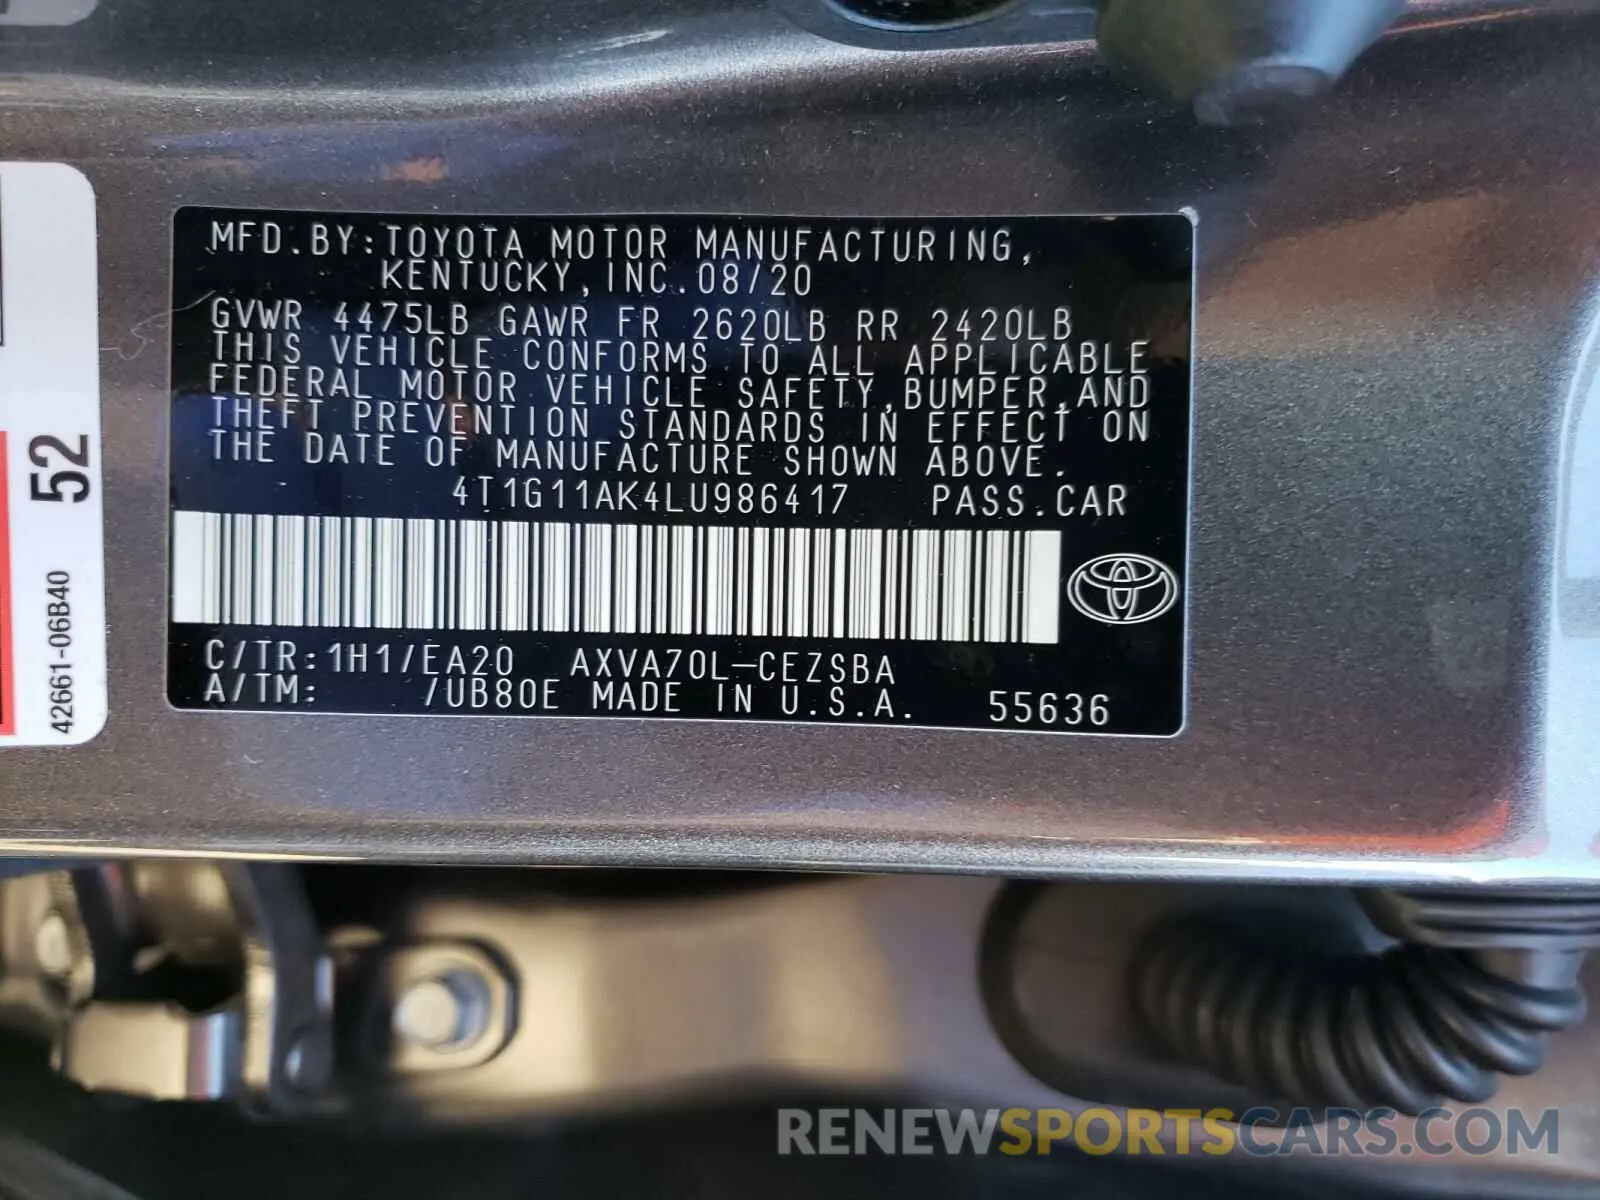 MFD.BY:TOYOTA MOTOR MANUFACTURING,
KENTUCKY,INC.08/20
GVWR 4475LB GAWR FR 2620LB RR 2420LB
THIS VEHICLE CONFORMS TO ALL APPLICABLE
FEDERAL MOTOR VEHICLE SAFETY,BUMPER,AND
THEFT PREVENTION STANDARDS IN EFFECT ON
THE DATE OF MANUFACTURE SHOWN ABOVE.
4T1G11AK4LU986417 PASS.CAR
C/TR:1H1/EA20 AXVA70L-CEZSBA
A/TM: /UB80E MADE IN U.S.A. 55636
52
42661-06B40
RENEWSPORTSCARS.COM